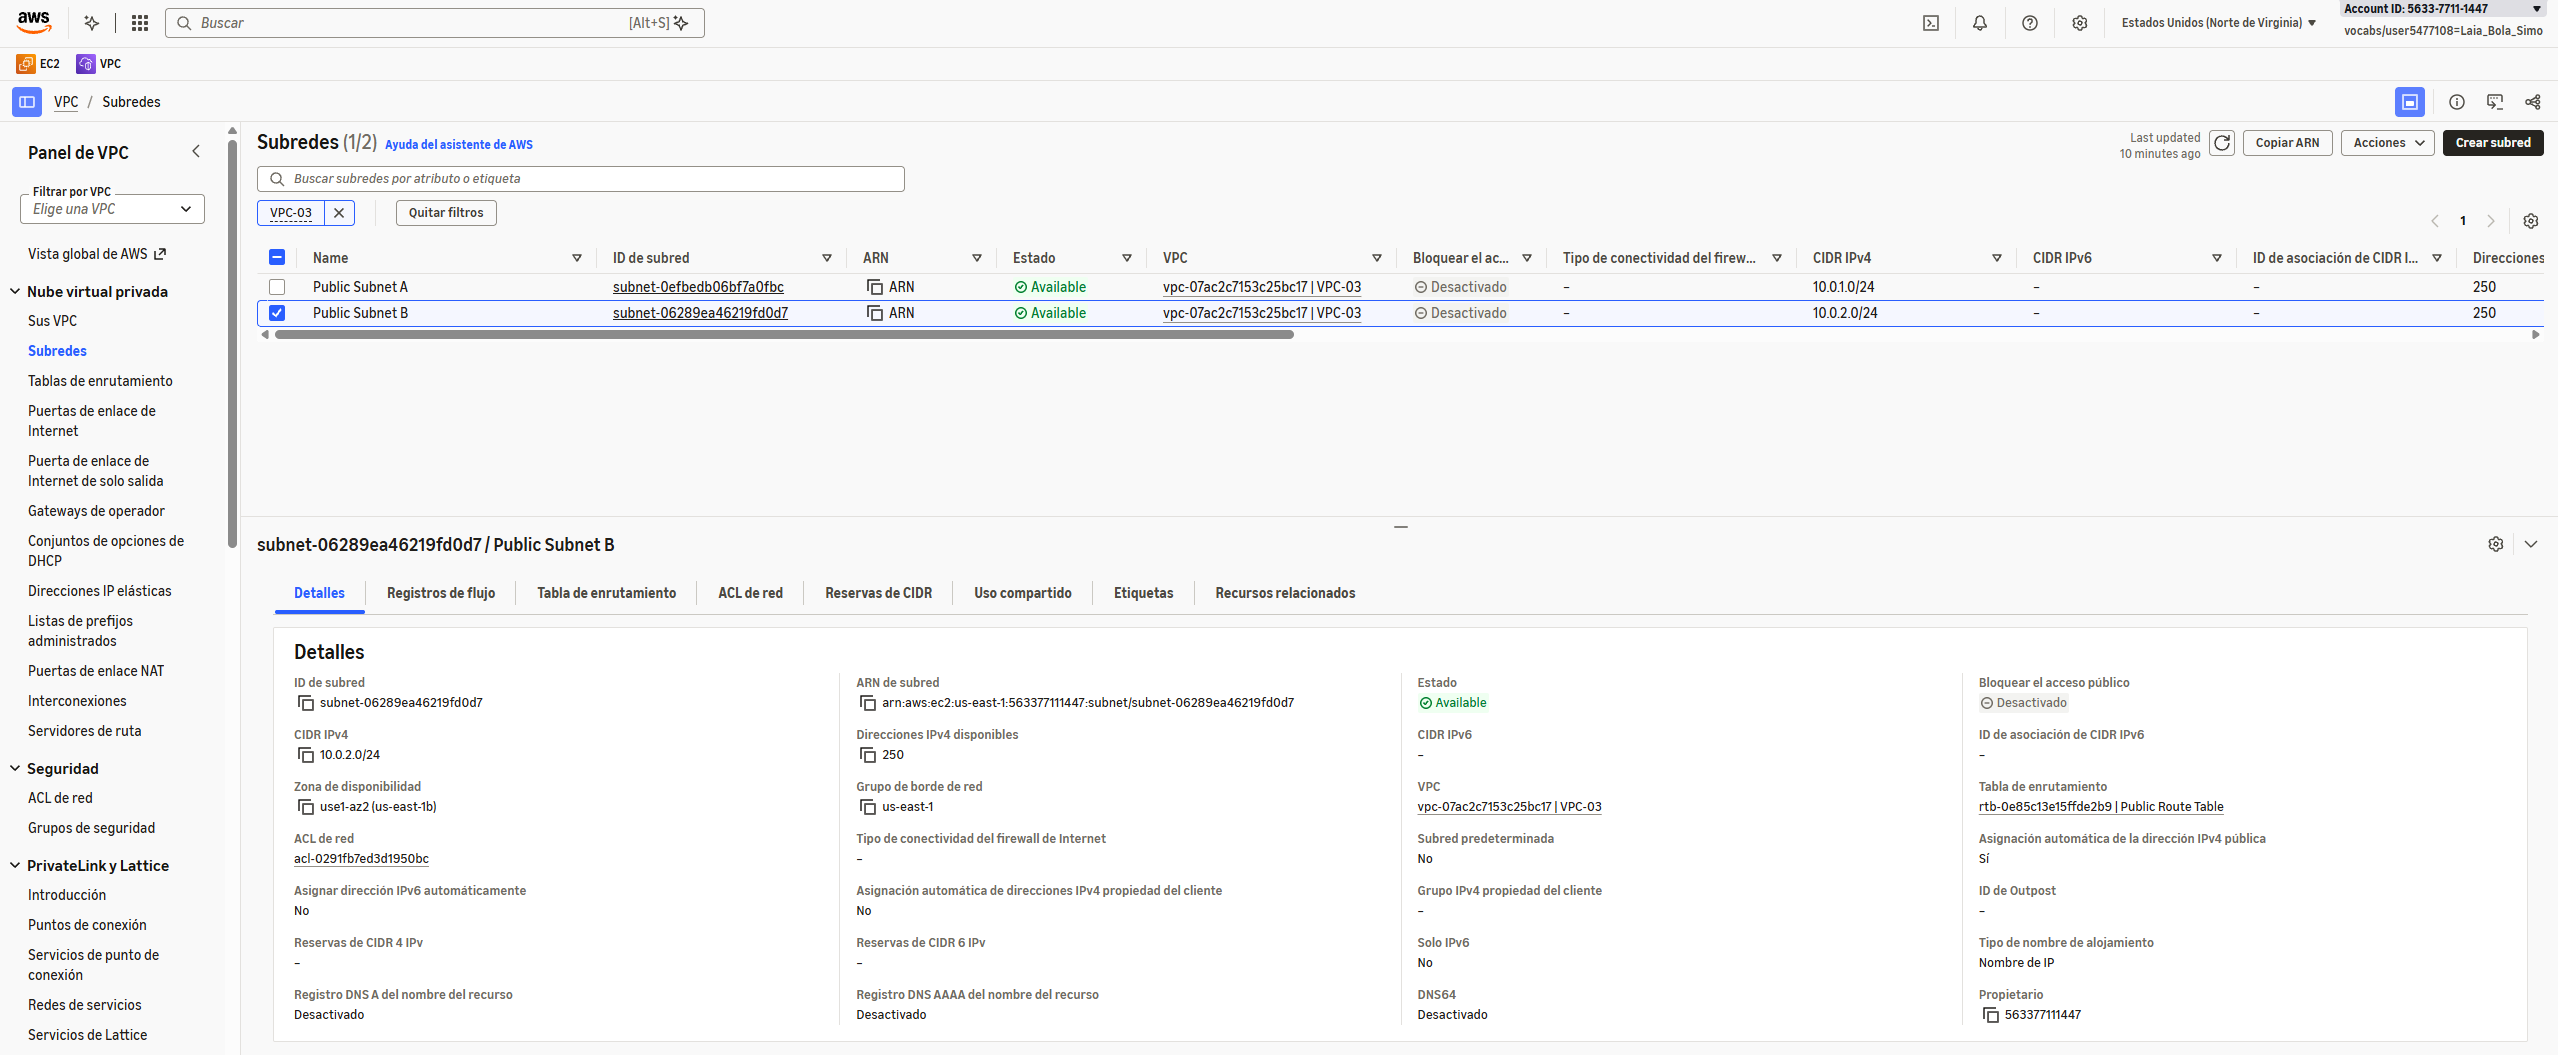 aws
Buscar [Alt+S]
Estados Unidos (Norte de Virginia)
Account ID: 5633-7711-1447
vocabs/user5477108=Laia_Bola_Simo
EC2 VPC
VPC / Subredes
Panel de VPC
Filtrar por VPC
Elige una VPC
Vista global de AWS
Nube virtual privada
Sus VPC
Subredes
Tablas de enrutamiento
Puertas de enlace de
Internet
Puerta de enlace de
Internet de solo salida
Gateways de operador
Conjuntos de opciones de
DHCP
Direcciones IP elásticas
Listas de prefijos
administrados
Puertas de enlace NAT
Interconexiones
Servidores de ruta
Seguridad
ACL de red
Grupos de seguridad
PrivateLink y Lattice
Introducción
Puntos de conexión
Servicios de punto de
conexión
Redes de servicios
Servicios de Lattice
Subredes (1/2) Ayuda del asistente de AWS
Last updated
10 minutes ago
Copiar ARN
Acciones
Crear subred
Buscar subredes por atributo o etiqueta
VPC-03
Quitar filtros
1
Name ID de subred ARN Estado VPC Bloquear el ac... Tipo de conectividad del firew... CIDR IPv4 CIDR IPv6 ID de asociación de CIDR I... Direcciones
Public Subnet A subnet-0efbedb06bf7a0fbc ARN Available vpc-07ac2c7153c25bc17 | VPC-03 Desactivado – 10.0.1.0/24 – – 250
Public Subnet B subnet-06289ea46219fd0d7 ARN Available vpc-07ac2c7153c25bc17 | VPC-03 Desactivado – 10.0.2.0/24 – – 250
subnet-06289ea46219fd0d7 / Public Subnet B
Detalles Registros de flujo Tabla de enrutamiento ACL de red Reservas de CIDR Uso compartido Etiquetas Recursos relacionados
Detalles
ID de subred ARN de subred Estado Bloquear el acceso público
subnet-06289ea46219fd0d7 arn:aws:ec2:us-east-1:563377111447:subnet/subnet-06289ea46219fd0d7 Available Desactivado
CIDR IPv4 Direcciones IPv4 disponibles CIDR IPv6 ID de asociación de CIDR IPv6
10.0.2.0/24 250 – –
Zona de disponibilidad Grupo de borde de red VPC Tabla de enrutamiento
use1-az2 (us-east-1b) us-east-1 vpc-07ac2c7153c25bc17 | VPC-03 rtb-0e85c13e15ffde2b9 | Public Route Table
ACL de red Tipo de conectividad del firewall de Internet Subred predeterminada Asignación automática de la dirección IPv4 pública
acl-0291fb7ed3d1950bc – No Sí
Asignar dirección IPv6 automáticamente Asignación automática de direcciones IPv4 propiedad del cliente Grupo IPv4 propiedad del cliente ID de Outpost
No No – –
Reservas de CIDR 4 IPv Reservas de CIDR 6 IPv Solo IPv6 Tipo de nombre de alojamiento
– – No Nombre de IP
Registro DNS A del nombre del recurso Registro DNS AAAA del nombre del recurso DNS64 Propietario
Desactivado Desactivado Desactivado 563377111447